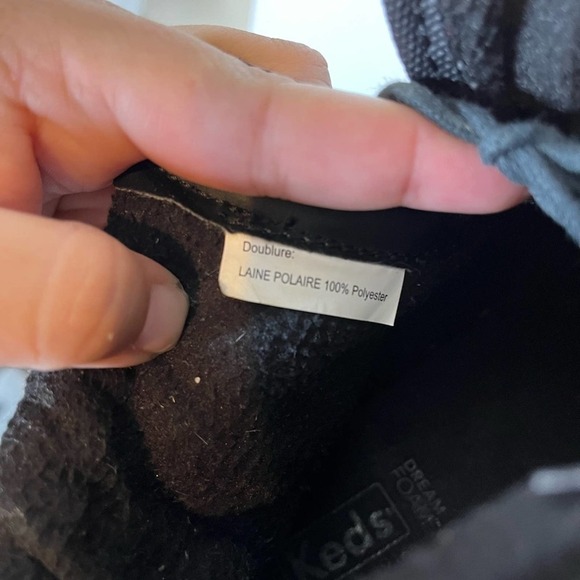 Doublure:
LAINE POLAIRE 100% Polyester
DREAM
FOAM
Keds